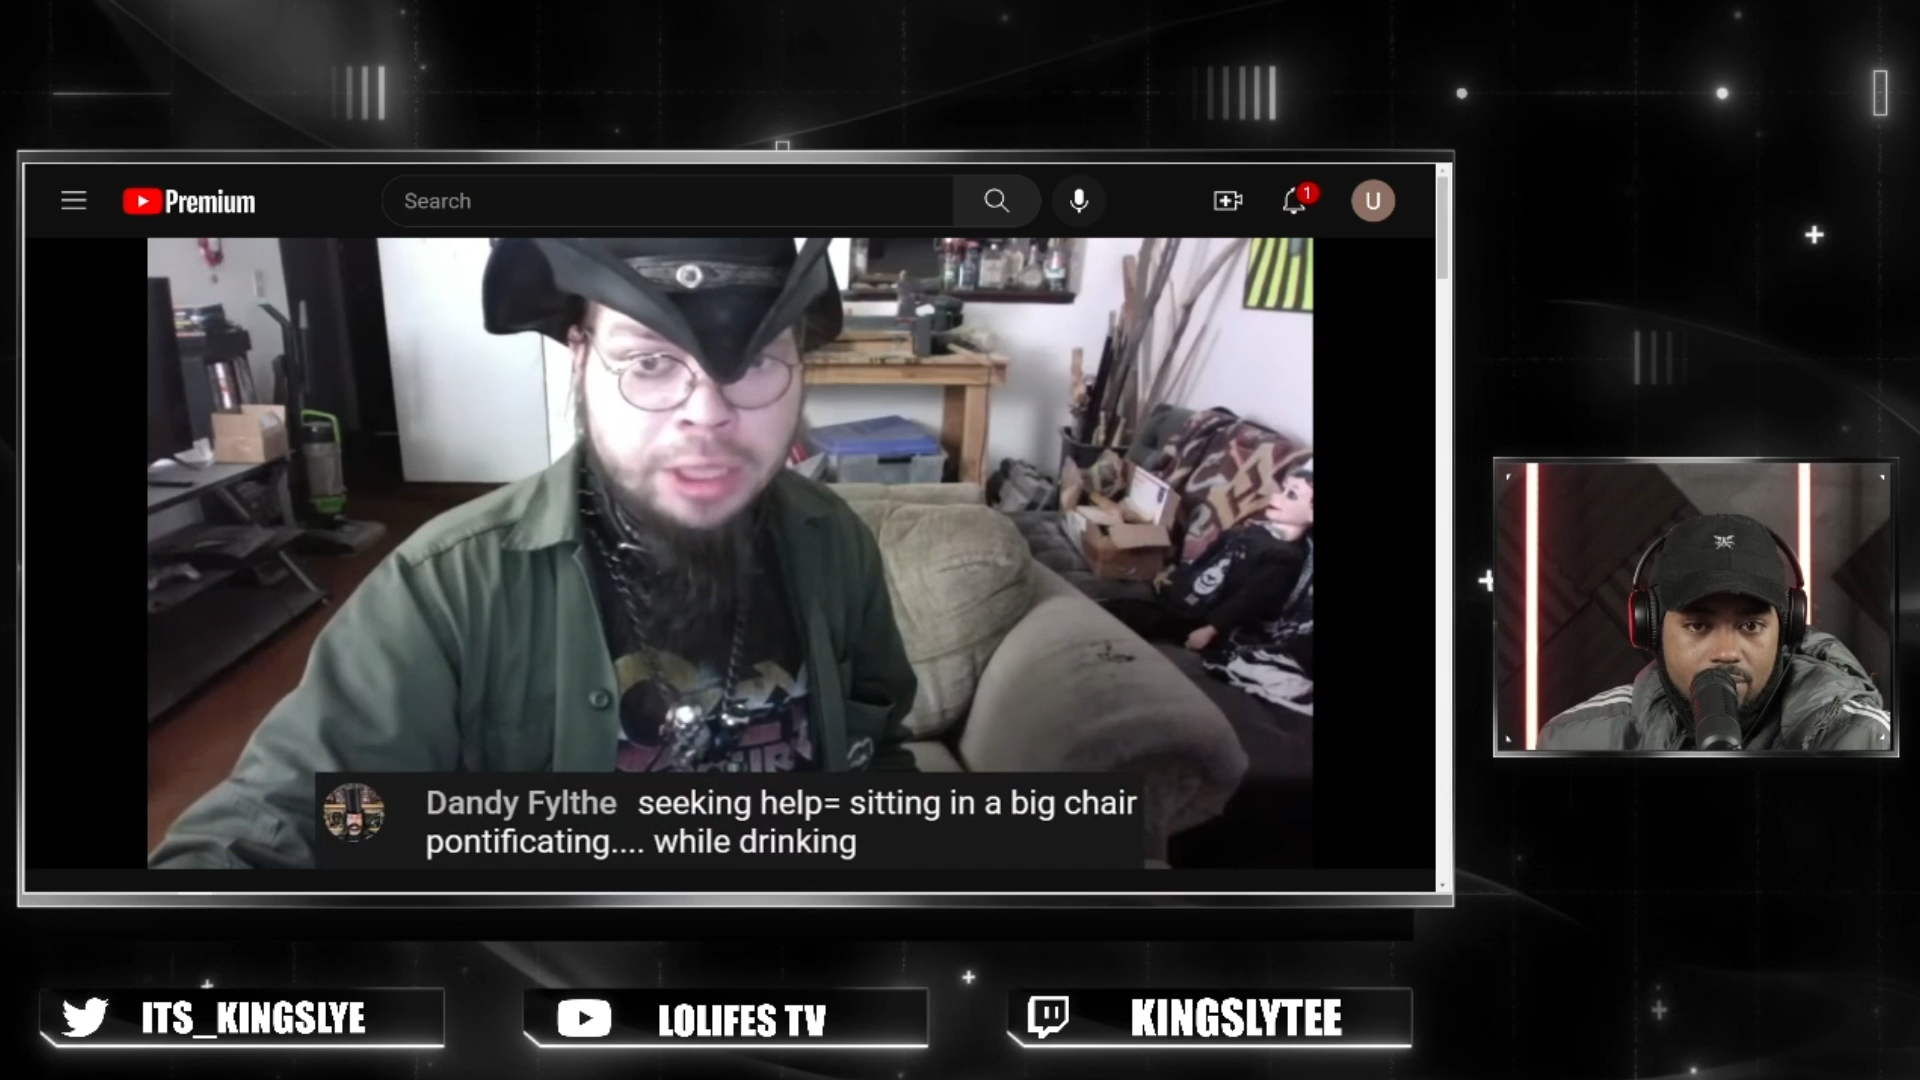 Premium
Search
1
U
Dandy Fylthe seeking help= sitting in a big chair
pontificating.... while drinking
ITS_KINGSLYE
LOLIFES TV
KINGSLYTEE